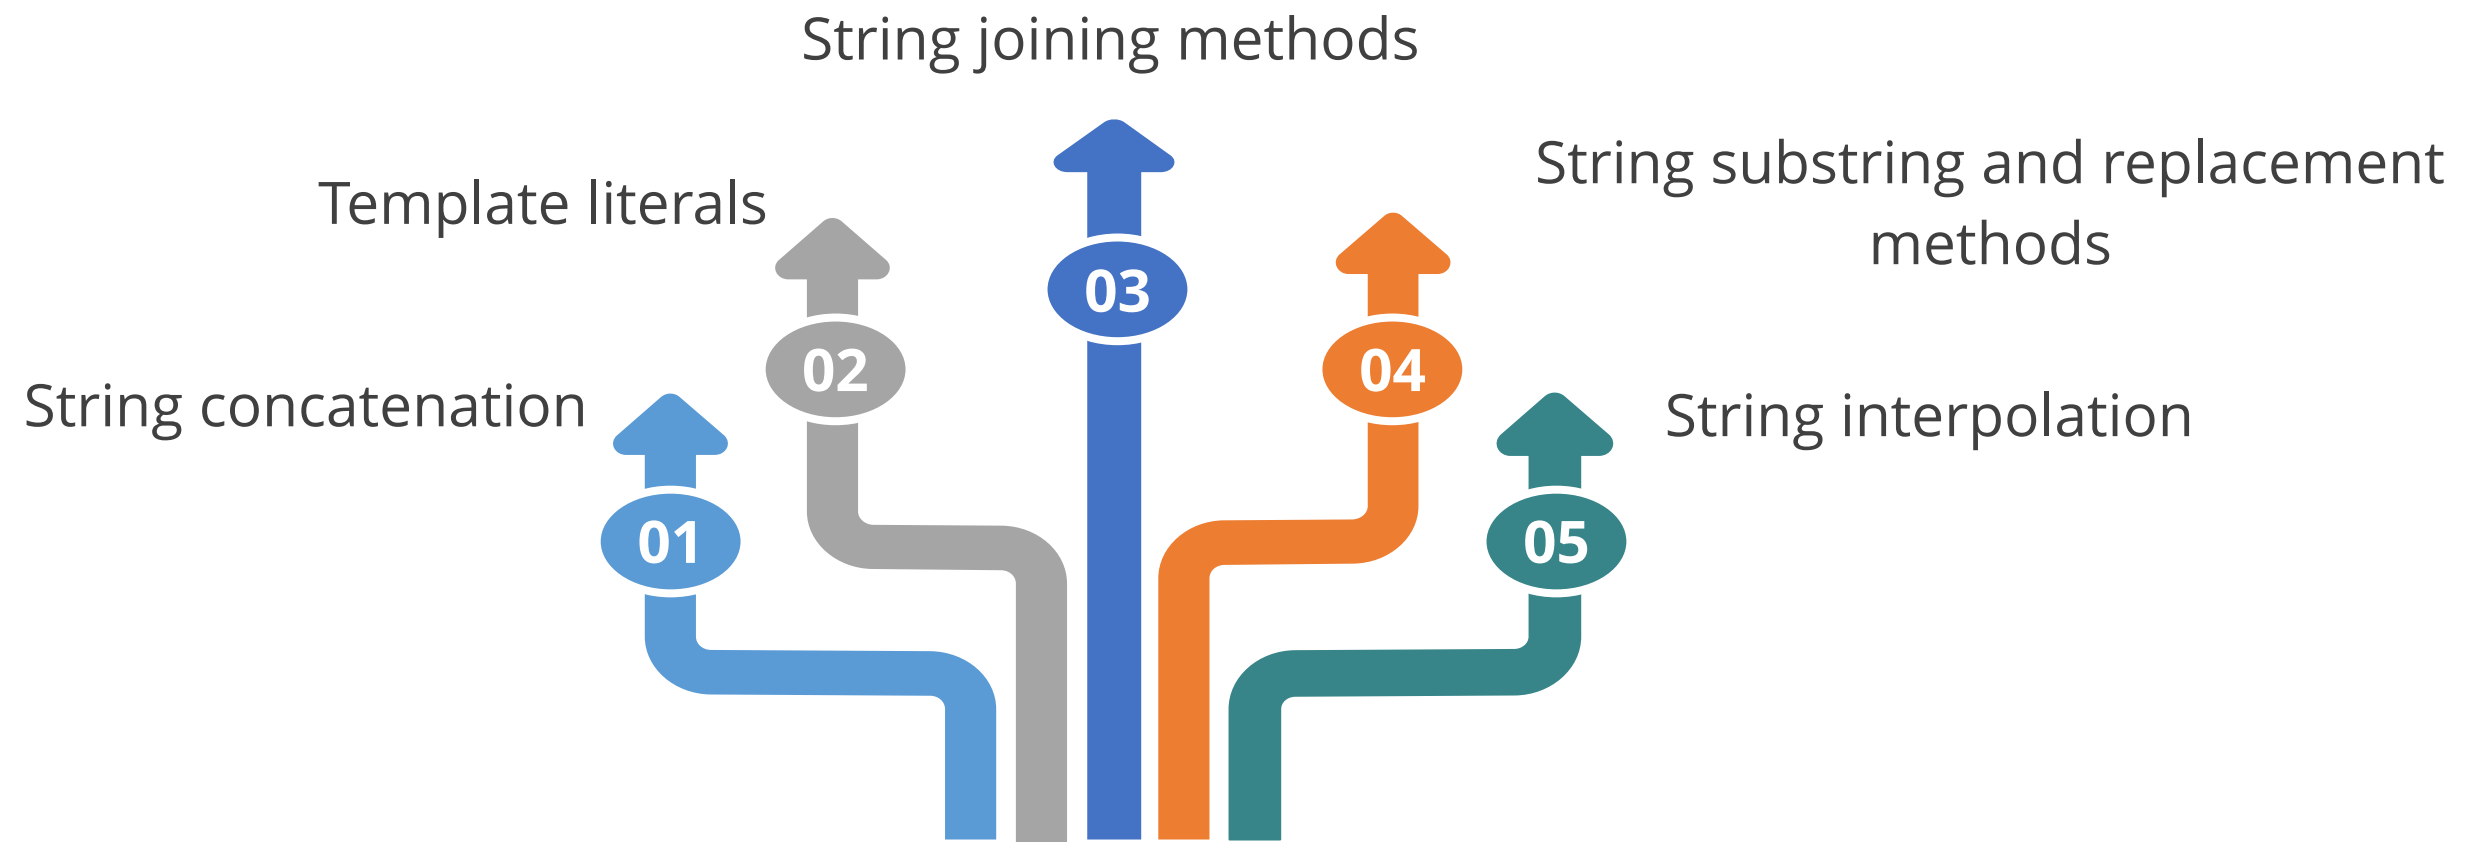 String joining methods
String substring and replacement
methods
Template literals
03
02
04
String concatenation
String interpolation
01
05